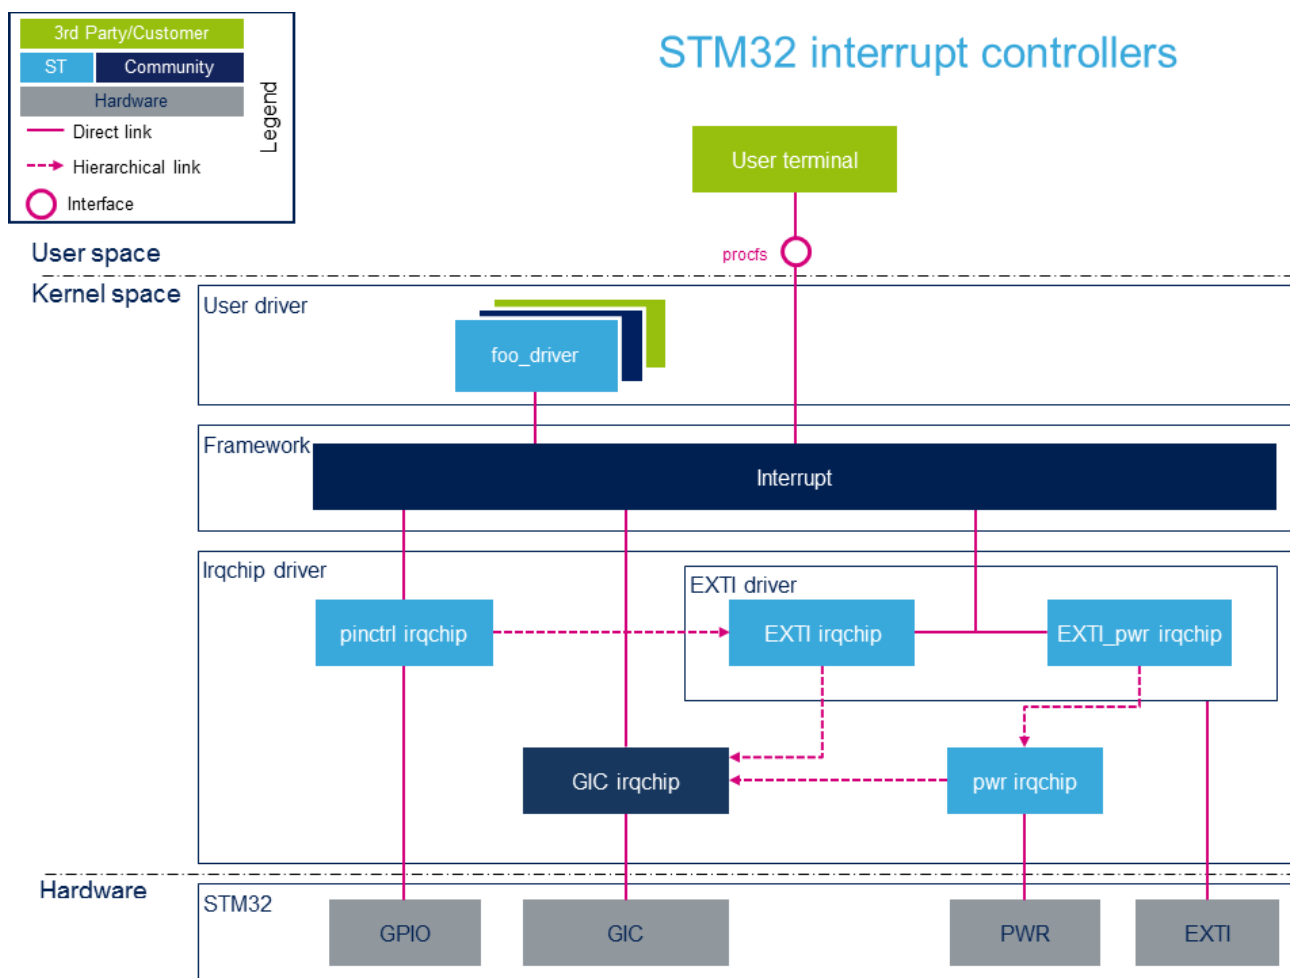 3rd Party/Customer
ST
Community
Hardware
Direct link
Hierarchical link
Interface
Legend
STM32 interrupt controllers
User terminal
procfs
User space
Kernel space
User driver
foo_driver
Framework
Interrupt
Irqchip driver
EXTI driver
pinctrl irqchip
EXTI irqchip
EXTI_pwr irqchip
GIC irqchip
pwr irqchip
Hardware
STM32
GPIO
GIC
PWR
EXTI